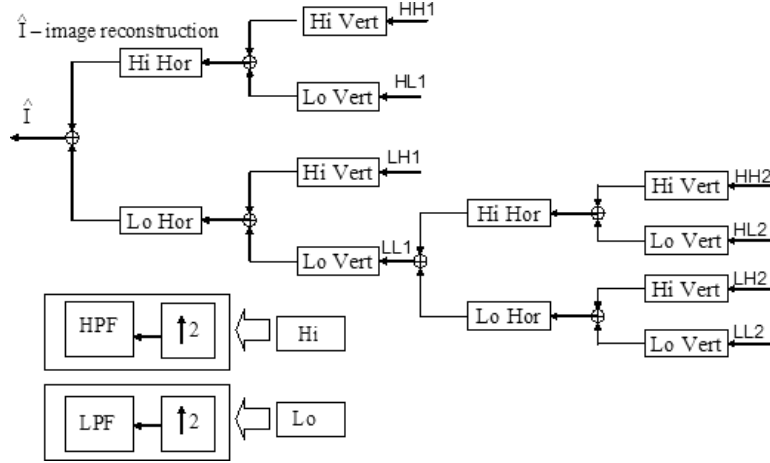 Î – image reconstruction
Hi Vert
HH1
Hi Hor
Lo Vert
HL1
Î
Hi Vert
LH1
Lo Hor
Lo Vert
LL1
Hi Vert
HH2
Hi Hor
Lo Vert
HL2
Hi Vert
LH2
Lo Hor
Lo Vert
LL2
HPF
↑2
Hi
LPF
↑2
Lo